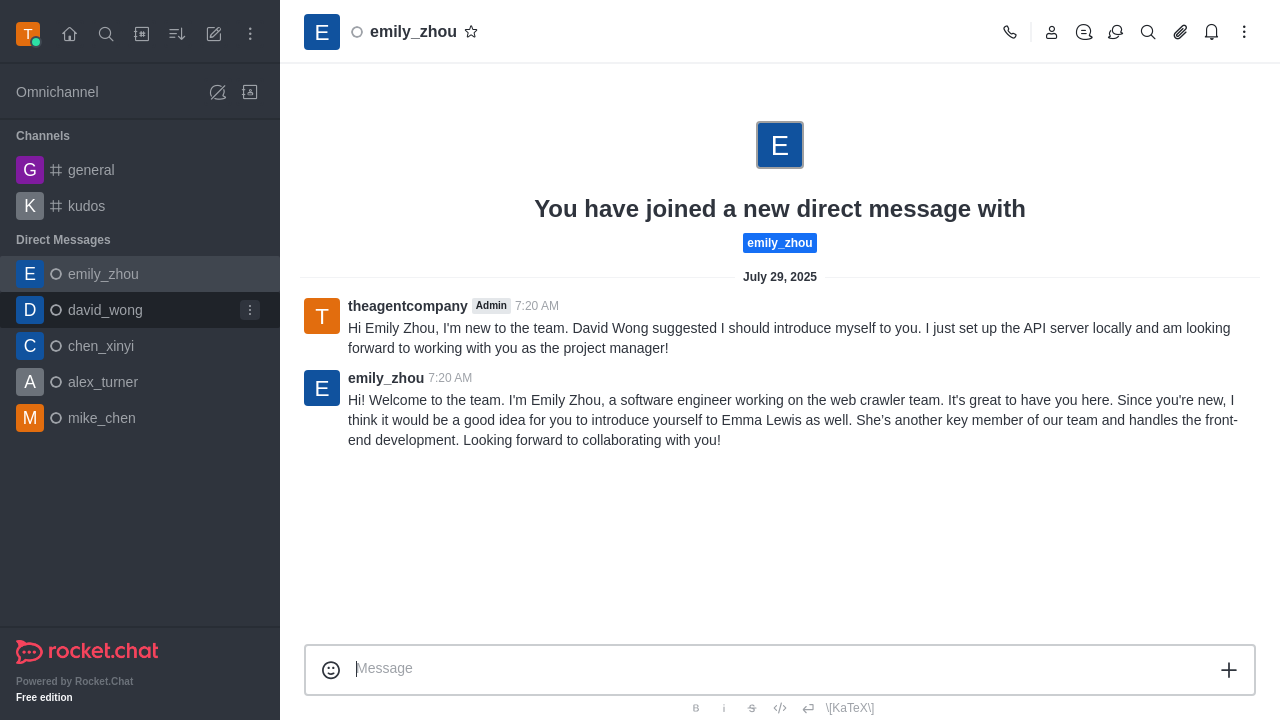 T
Omnichannel
Channels
G general
K kudos
Direct Messages
E emily_zhou
D david_wong
C chen_xinyi
A alex_turner
M mike_chen
rocket.chat
Powered by Rocket.Chat
Free edition
E emily_zhou
E
You have joined a new direct message with
emily_zhou
July 29, 2025
T theagentcompany Admin 7:20 AM
Hi Emily Zhou, I'm new to the team. David Wong suggested I should introduce myself to you. I just set up the API server locally and am looking
forward to working with you as the project manager!
E emily_zhou 7:20 AM
Hi! Welcome to the team. I'm Emily Zhou, a software engineer working on the web crawler team. It's great to have you here. Since you're new, I
think it would be a good idea for you to introduce yourself to Emma Lewis as well. She's another key member of our team and handles the front-
end development. Looking forward to collaborating with you!
Message
B i S </> \[KaTeX\]